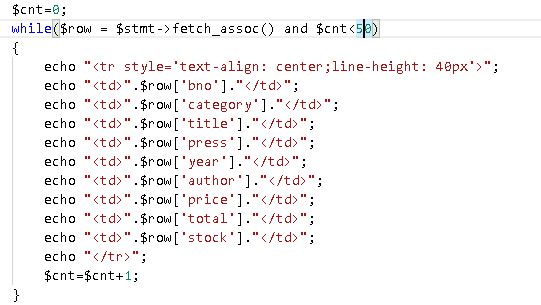 $cnt=0;
while($row = $stmt->fetch_assoc() and $cnt<50)
{
    echo "<tr style='text-align: center;line-height: 40px'>";
    echo "<td>".$row['bno']."</td>";
    echo "<td>".$row['category']."</td>";
    echo "<td>".$row['title']."</td>";
    echo "<td>".$row['press']."</td>";
    echo "<td>".$row['year']."</td>";
    echo "<td>".$row['author']."</td>";
    echo "<td>".$row['price']."</td>";
    echo "<td>".$row['total']."</td>";
    echo "<td>".$row['stock']."</td>";
    echo "</tr>";
    $cnt=$cnt+1;
}